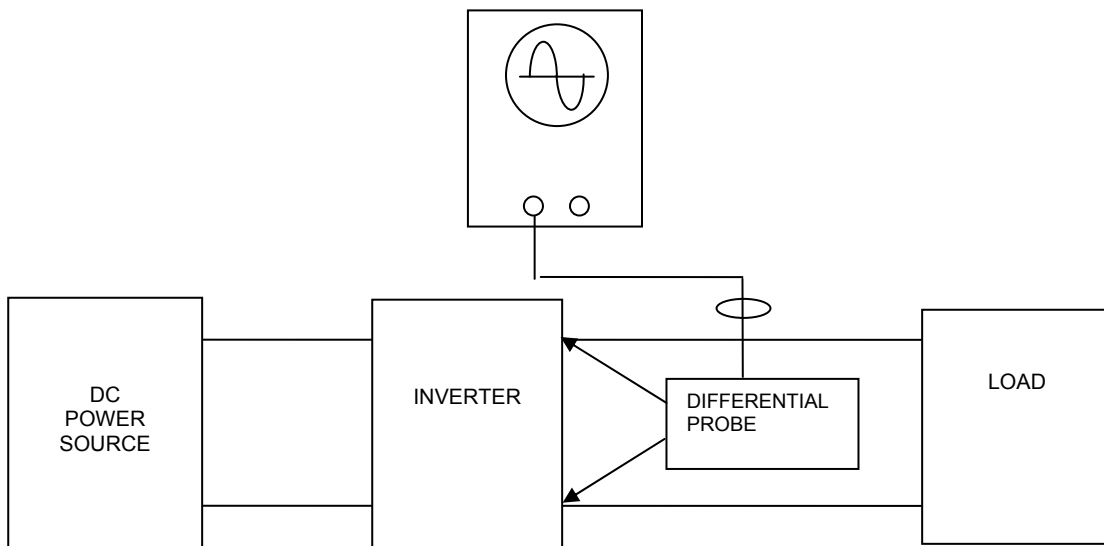 DC
POWER
SOURCE
INVERTER
DIFFERENTIAL
PROBE
LOAD